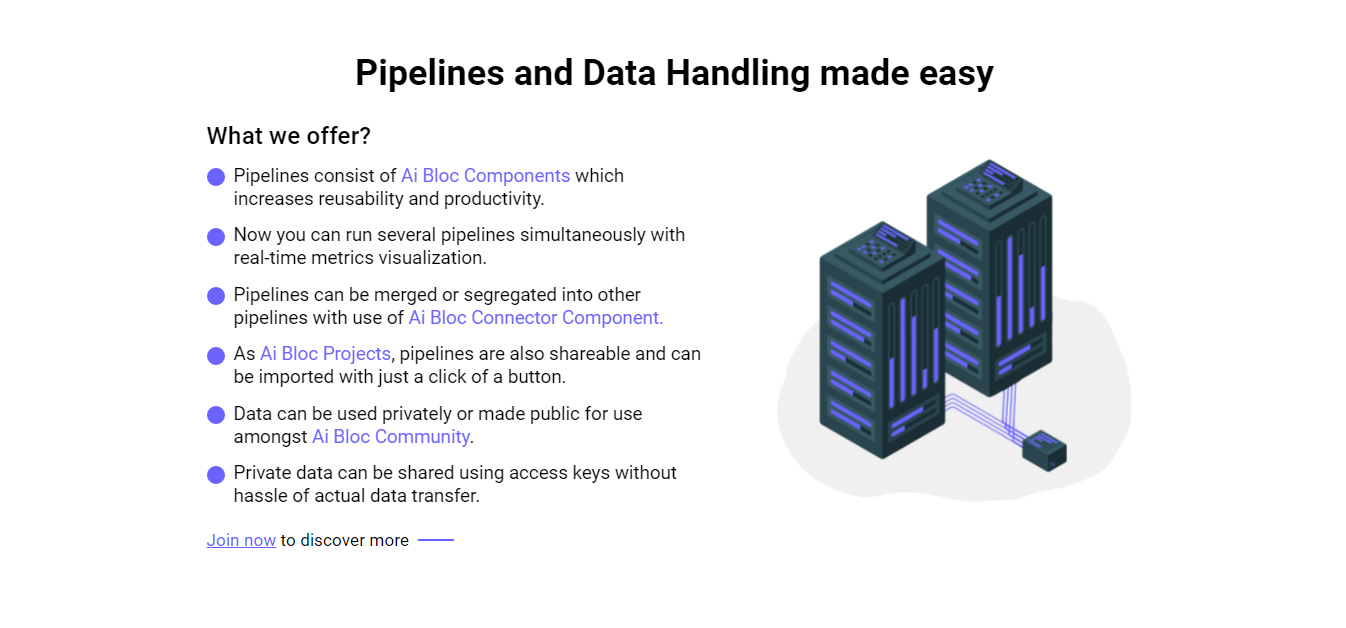 Pipelines and Data Handling made easy
What we offer?
Pipelines consist of Ai Bloc Components which
increases reusability and productivity.
Now you can run several pipelines simultaneously with
real-time metrics visualization.
Pipelines can be merged or segregated into other
pipelines with use of Ai Bloc Connector Component.
As Ai Bloc Projects, pipelines are also shareable and can
be imported with just a click of a button.
Data can be used privately or made public for use
amongst Ai Bloc Community.
Private data can be shared using access keys without
hassle of actual data transfer.
Join now to discover more